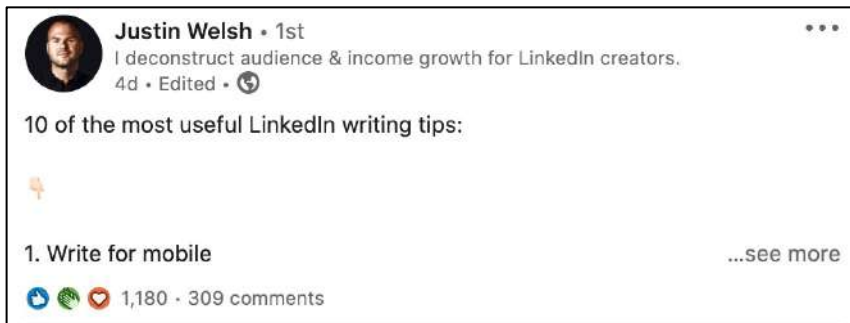 Justin Welsh • 1st
I deconstruct audience & income growth for LinkedIn creators.
4d • Edited •
10 of the most useful LinkedIn writing tips:
1. Write for mobile ...see more
1,180 · 309 comments